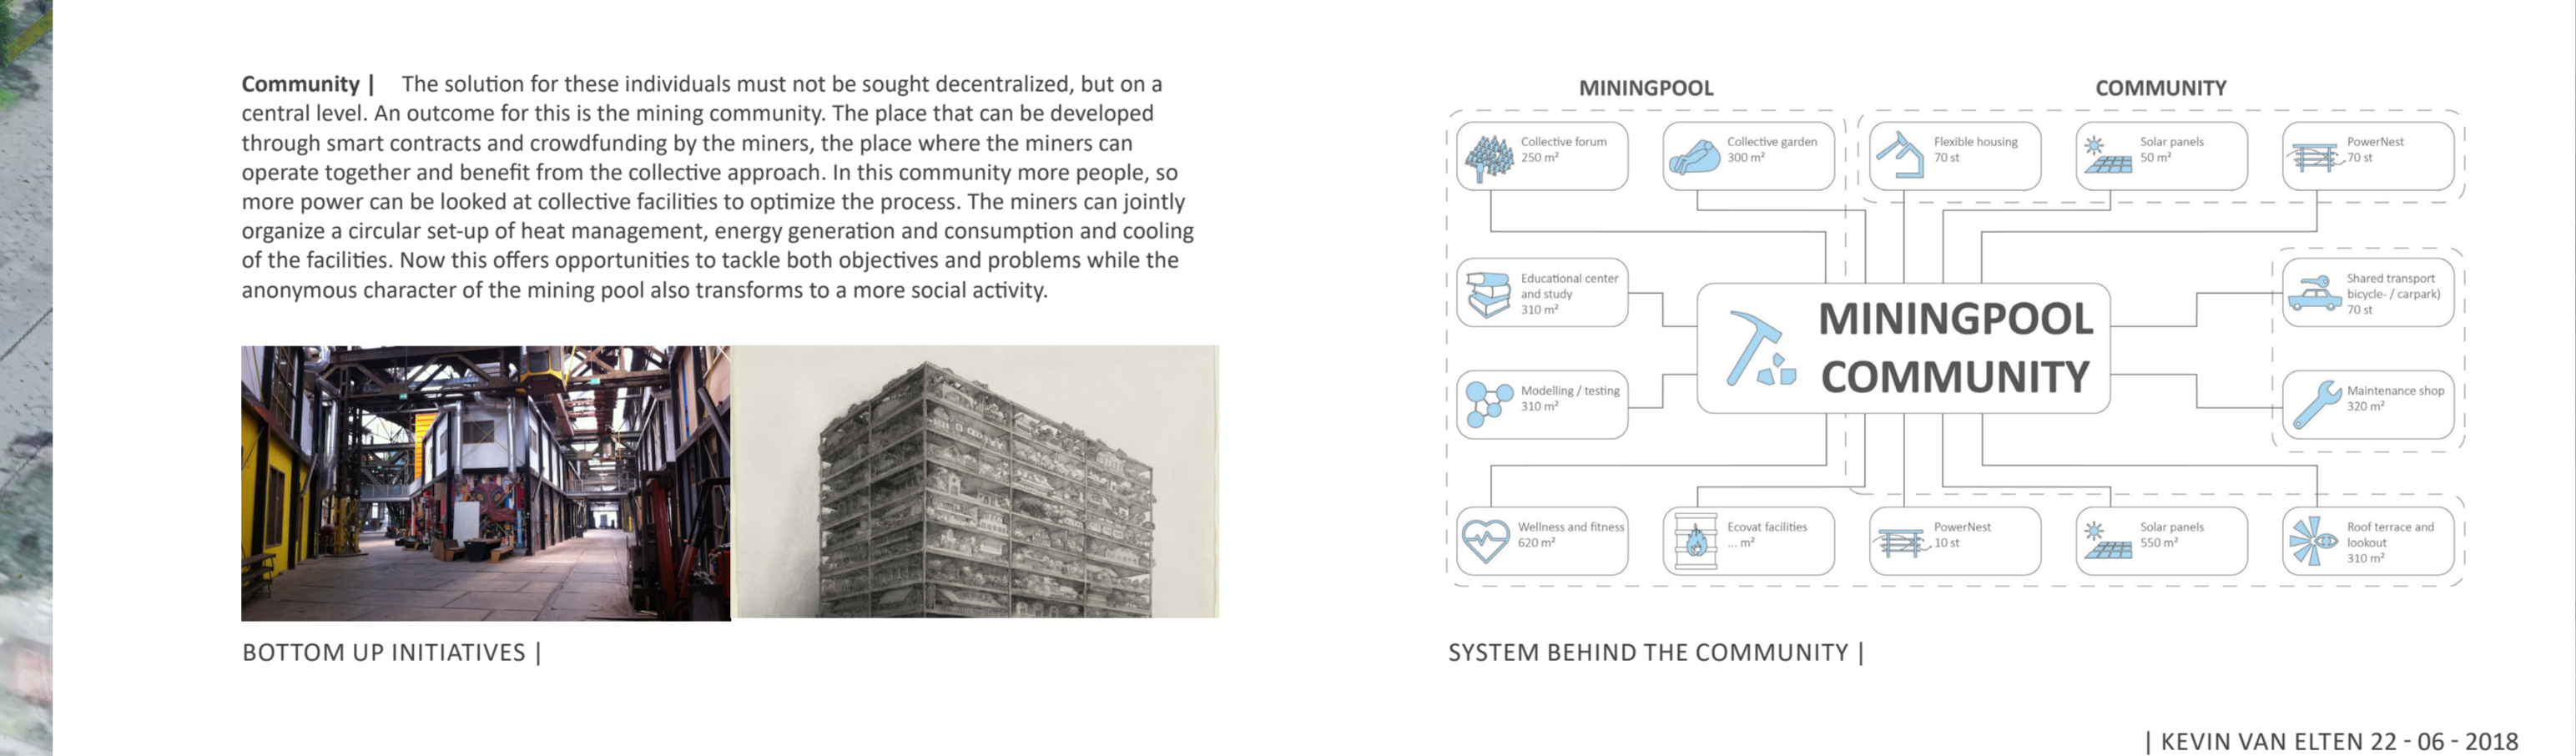 Community | The solution for these individuals must not be sought decentralized, but on a
central level. An outcome for this is the mining community. The place that can be developed
through smart contracts and crowdfunding by the miners, the place where the miners can
operate together and benefit from the collective approach. In this community more people, so
more power can be looked at collective facilities to optimize the process. The miners can jointly
organize a circular set-up of heat management, energy generation and consumption and cooling
of the facilities. Now this offers opportunities to tackle both objectives and problems while the
anonymous character of the mining pool also transforms to a more social activity.
BOTTOM UP INITIATIVES |
MININGPOOL
COMMUNITY
Collective forum
250 m²
Collective garden
300 m²
Flexible housing
70 st
Solar panels
50 m²
PowerNest
70 st
Educational center
and study
310 m²
Shared transport
bicycle- / carpark)
70 st
MININGPOOL
COMMUNITY
Modelling / testing
310 m²
Maintenance shop
320 m²
Wellness and fitness
620 m²
Ecovat facilities
... m²
PowerNest
10 st
Solar panels
550 m²
Roof terrace and
lookout
310 m²
SYSTEM BEHIND THE COMMUNITY |
| KEVIN VAN ELTEN 22 - 06 - 2018